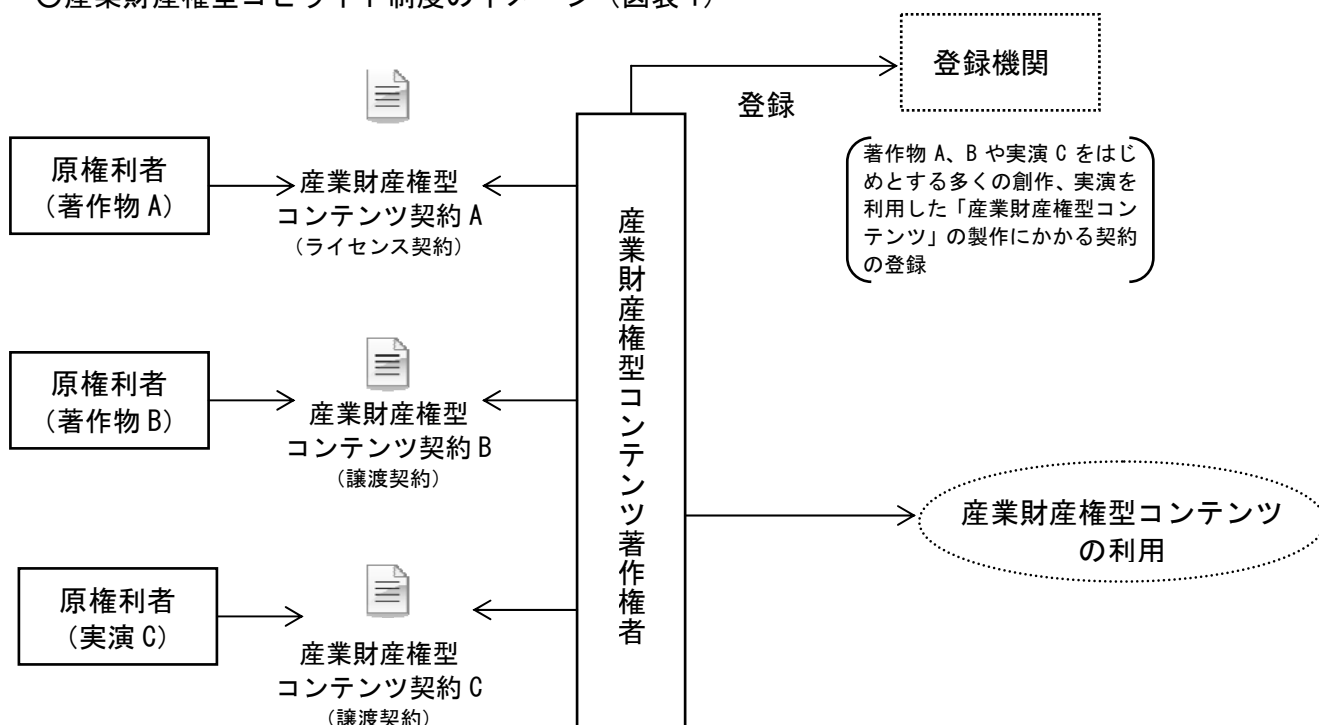 ○産業財産権型コピライト制度のイメージ（図表1）
登録機関
登録
著作物 A、B や実演 C をはじ
めとする多くの創作、実演を
利用した「産業財産権型コン
テンツ」の製作にかかる契約
の登録
原権利者
（著作物 A）
産業財産権型
コンテンツ契約 A
（ライセンス契約）
原権利者
（著作物 B）
産業財産権型
コンテンツ契約 B
（譲渡契約）
原権利者
（実演 C）
産業財産権型
コンテンツ契約 C
（譲渡契約）
産業財産権型コンテンツ著作権者
産業財産権型コンテンツ
の利用